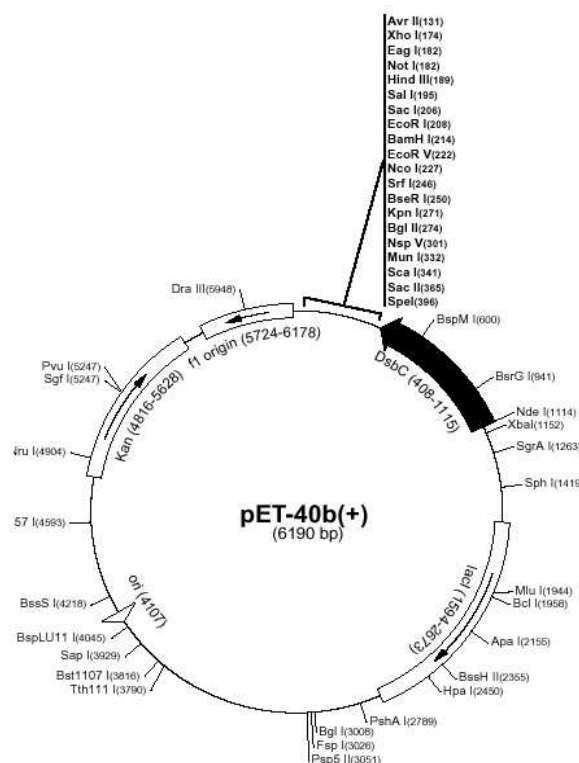 Avr II(131)
Xho I(174)
Eag I(182)
Not I(182)
Hind III(189)
Sal I(195)
Sac I(206)
EcoR I(208)
BamH I(214)
EcoR V(222)
Nco I(227)
Srf I(246)
BseR I(250)
Kpn I(271)
Bgl II(274)
Nsp V(301)
Mun I(332)
Sca I(341)
Sac II(365)
SpeI(396)
Dra III(5948)
f1 origin (5724-6178)
BspM I(600)
Pvu I(5247)
Sgf I(5247)
Kan (4816-5628)
DsbC (408-1115)
BsrG I(941)
Nde I(1114)
XbaI(1152)
SgrA I(1263)
Nru I(4904)
Sph I(1419)
pET-40b(+)
(6190 bp)
57 I(4593)
lacI (1594-2673)
ori (4107)
BssS I(4218)
BspLU11 I(4045)
Sap I(3929)
Bst1107 I(3816)
Tth111 I(3790)
Mlu I(1944)
Bcl I(1958)
Apa I(2155)
BssH II(2355)
Hpa I(2450)
PshA I(2789)
Bgl I(3008)
Fsp I(3026)
Psp5 II(3051)